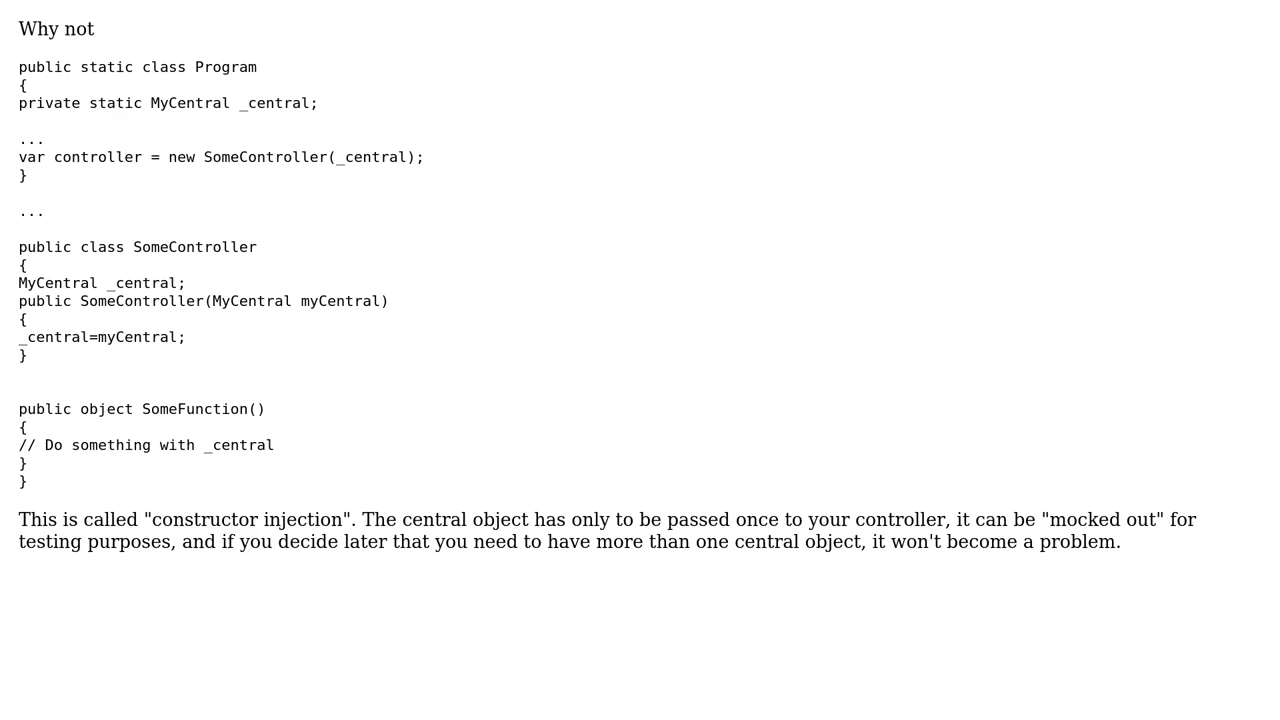 Why not
public static class Program
{
private static MyCentral _central;
...
var controller = new SomeController(_central);
}
...
public class SomeController
{
MyCentral _central;
public SomeController(MyCentral myCentral)
{
_central=myCentral;
}
public object SomeFunction()
{
// Do something with _central
}
}
This is called "constructor injection". The central object has only to be passed once to your controller, it can be "mocked out" for
testing purposes, and if you decide later that you need to have more than one central object, it won't become a problem.